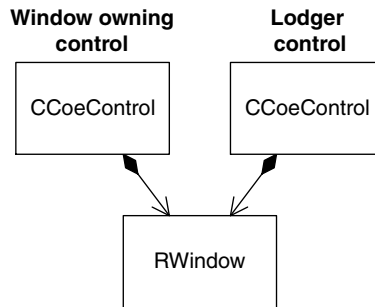 Window owning
control
Lodger
control
CCoeControl
CCoeControl
RWindow